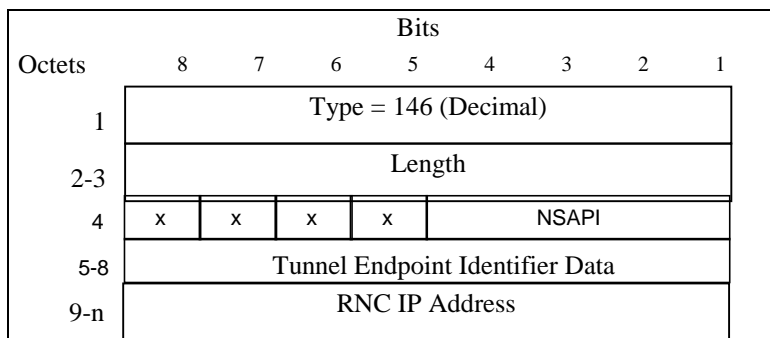 Bits
Octets 8 7 6 5 4 3 2 1
1 Type = 146 (Decimal)
2-3 Length
4 x x x x NSAPI
5-8 Tunnel Endpoint Identifier Data
9-n RNC IP Address